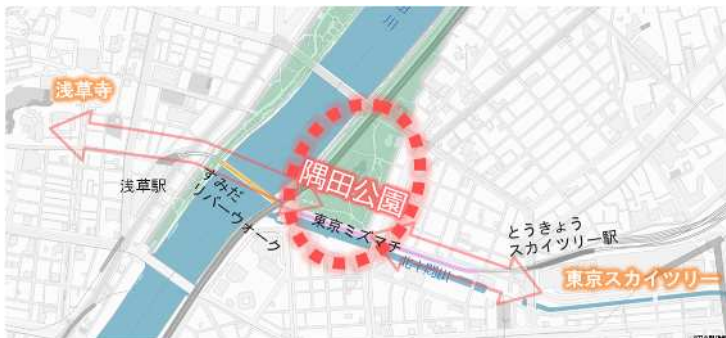 浅草寺
浅草駅
すみだ
リバーウォーク
隅田公園
東京ミズマチ
とうきょう
スカイツリー駅
北十間川
東京スカイツリー